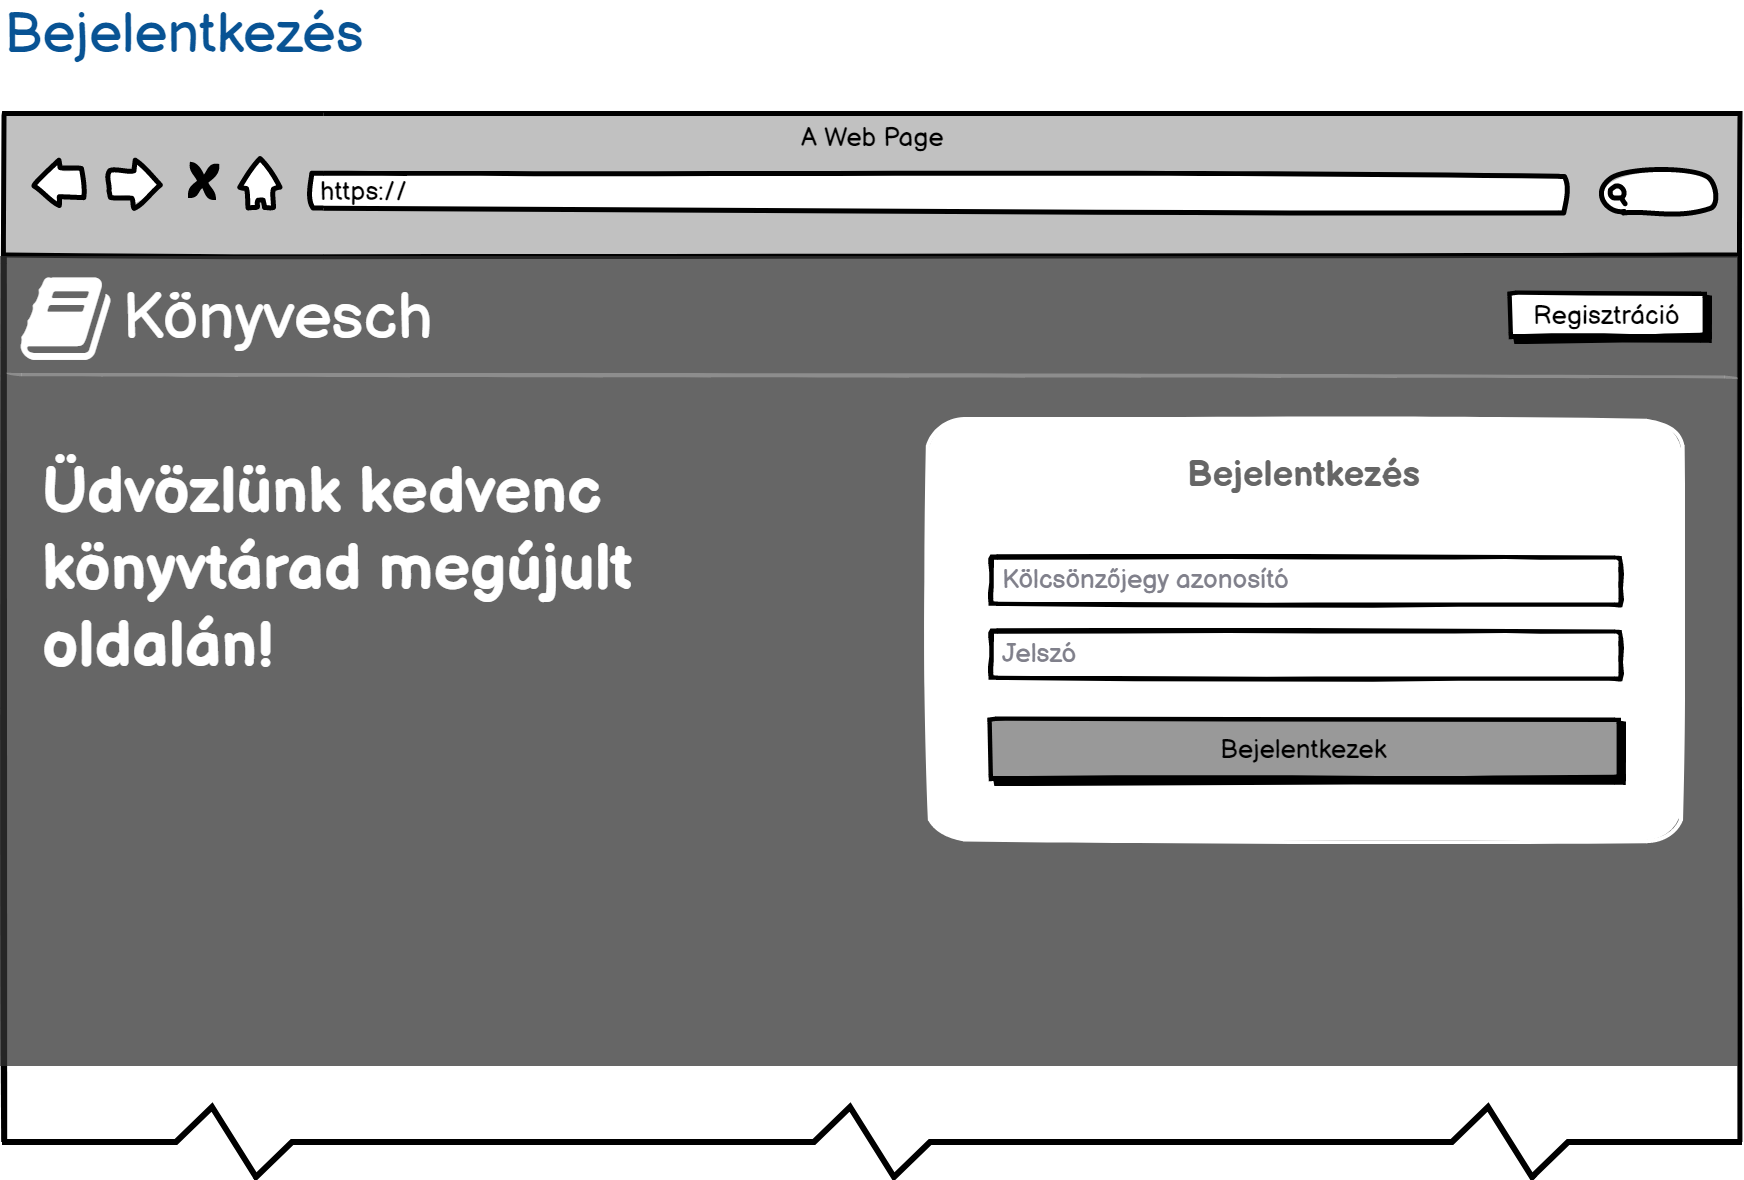 Bejelentkezés
A Web Page
https://
Könyvesch
Regisztráció
Üdvözlünk kedvenc
könyvtárad megújult
oldalán!
Bejelentkezés
Kölcsönzőjegy azonosító
Jelszó
Bejelentkezek